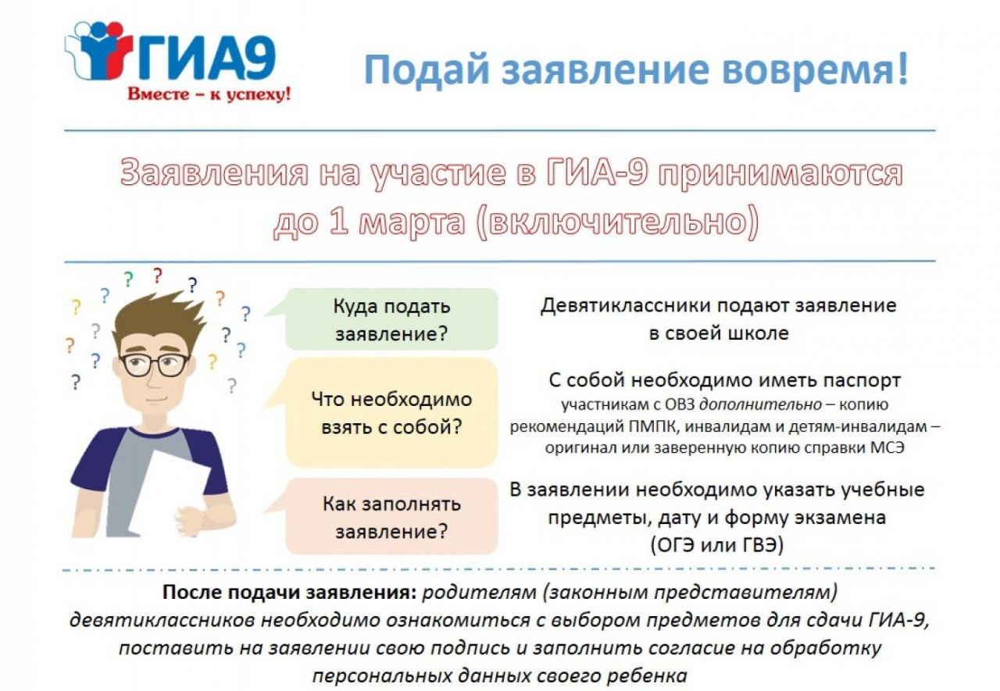 ГИА9
Вместе – к успеху!
Подай заявление вовремя!
Заявления на участие в ГИА-9 принимаются
до 1 марта (включительно)
? ? ? ? ? ? ? ? ? ? ? ? ? ? ? ?
Куда подать
заявление?
Девятиклассники подают заявление
в своей школе
Что необходимо
взять с собой?
С собой необходимо иметь паспорт
участникам с ОВЗ дополнительно – копию
рекомендаций ПМПК, инвалидам и детям-инвалидам –
оригинал или заверенную копию справки МСЭ
Как заполнять
заявление?
В заявлении необходимо указать учебные
предметы, дату и форму экзамена
(ОГЭ или ГВЭ)
После подачи заявления: родителям (законным представителям)
девятиклассников необходимо ознакомиться с выбором предметов для сдачи ГИА-9,
поставить на заявлении свою подпись и заполнить согласие на обработку
персональных данных своего ребенка